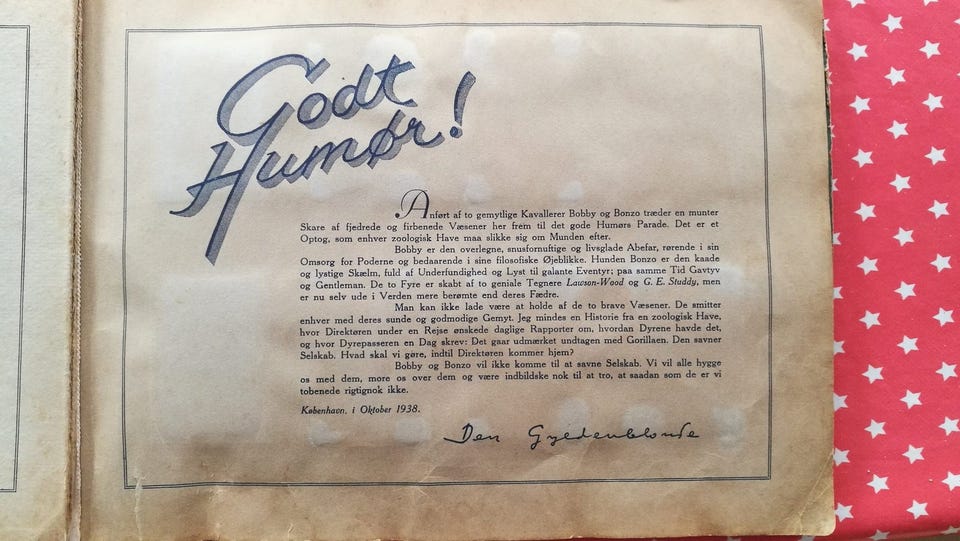 Godt
Humør!
Anført af to gemytlige Kavallerer Bobby og Bonzo træder en munter
Skare af fjedrede og firbenede Væsener her frem til det gode Humørs Parade. Det er et
Optog, som enhver zoologisk Have maa slikke sig om Munden efter.
Bobby er den overlegne, snusfornuftige og livsglade Abefar, rørende i sin
Omsorg for Poderne og bedaarende i sine filosofiske Øjeblikke. Hunden Bonzo er den kaade
og lystige Skælm, fuld af Underfundighed og Lyst til galante Eventyr; paa samme Tid Gavtyv
og Gentleman. De to Fyre er skabt af to geniale Tegnere Lawson-Wood og G. E. Studdy, men
er nu selv ude i Verden mere berømte end deres Fædre.
Man kan ikke lade være at holde af de to brave Væsener. De smitter
enhver med deres sunde og godmodige Gemyt. Jeg mindes en Historie fra en zoologisk Have,
hvor Direktøren under en Rejse ønskede daglige Rapporter om, hvordan Dyrene havde det,
og hvor Dyrepasseren en Dag skrev: Det gaar udmærket undtagen med Gorillaen. Den savner
Selskab. Hvad skal vi gøre, indtil Direktøren kommer hjem?
Bobby og Bonzo vil ikke komme til at savne Selskab. Vi vil alle hygge
os med dem, more os over dem og være indbildske nok til at tro, at saadan som de er vi
tobenede rigtignok ikke.
København, i Oktober 1938.
Den Gyldenblonde